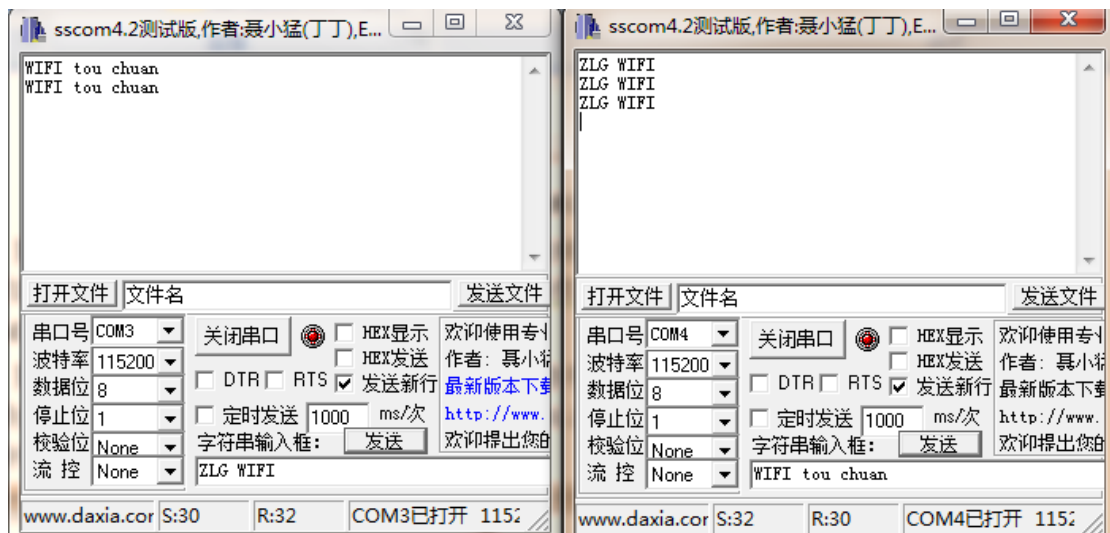 sscom4.2测试版,作者:聂小猛(丁丁),E...
WIFI tou chuan
WIFI tou chuan
打开文件 文件名 发送文件
串口号 COM3 关闭串口 HEX显示 欢迎使用专
波特率 115200 HEX发送 作者: 聂小
数据位 8 DTR RTS 发送新行 最新版本下
停止位 1 定时发送 1000 ms/次 http://www.
校验位 None 字符串输入框: 发送 欢迎提出您
流 控 None ZLG WIFI
www.daxia.cor S:30 R:32 COM3已打开 115
sscom4.2测试版,作者:聂小猛(丁丁),E...
ZLG WIFI
ZLG WIFI
ZLG WIFI
打开文件 文件名 发送文件
串口号 COM4 关闭串口 HEX显示 欢迎使用专
波特率 115200 HEX发送 作者: 聂小
数据位 8 DTR RTS 发送新行 最新版本下
停止位 1 定时发送 1000 ms/次 http://www.
校验位 None 字符串输入框: 发送 欢迎提出您
流 控 None WIFI tou chuan
www.daxia.cor S:32 R:30 COM4已打开 115